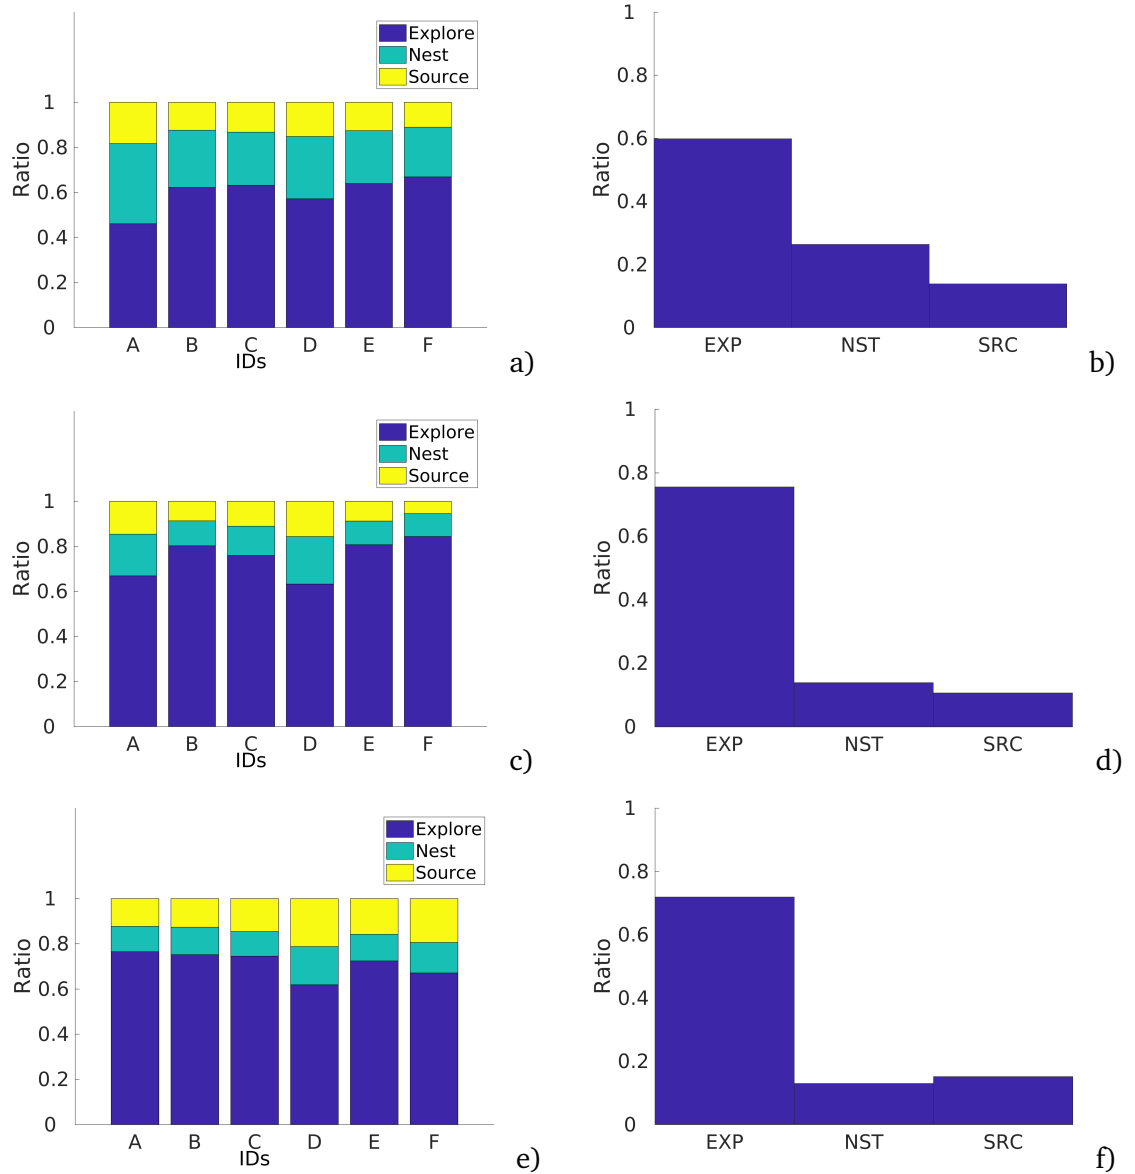 Explore
Nest
Source
1
0.8
0.6
0.4
0.2
0
Ratio
A B C D E F
IDs
a)
1
0.8
0.6
0.4
0.2
0
Ratio
EXP NST SRC
b)
Explore
Nest
Source
1
0.8
0.6
0.4
0.2
0
Ratio
A B C D E F
IDs
c)
1
0.8
0.6
0.4
0.2
0
Ratio
EXP NST SRC
d)
Explore
Nest
Source
1
0.8
0.6
0.4
0.2
0
Ratio
A B C D E F
IDs
e)
1
0.8
0.6
0.4
0.2
0
Ratio
EXP NST SRC
f)